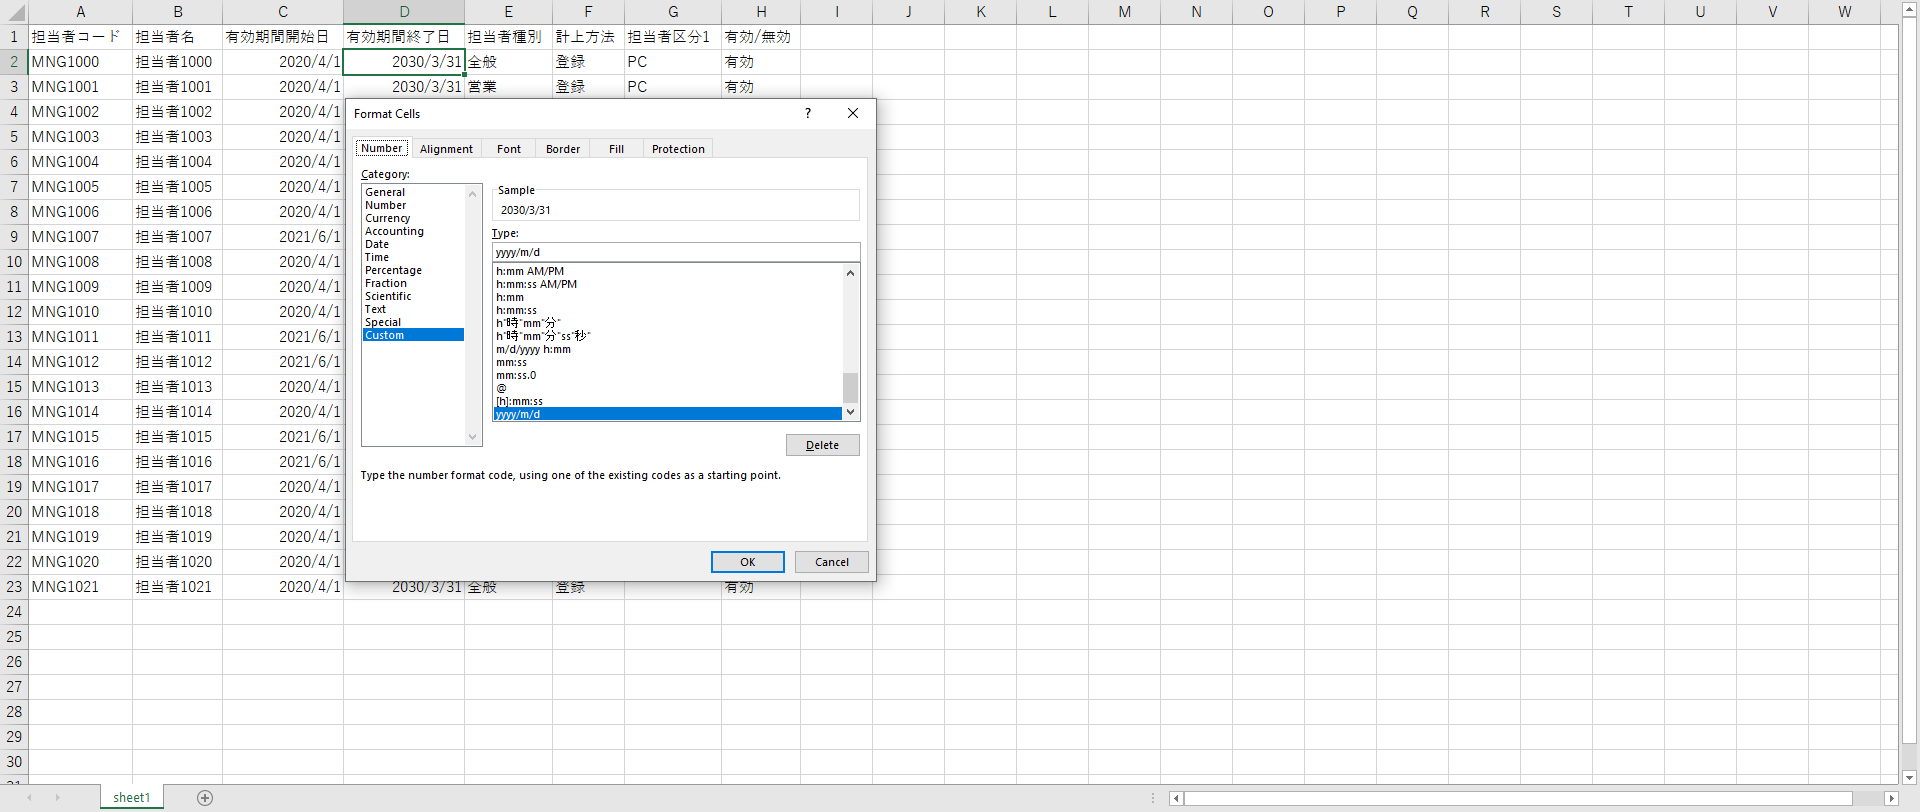 A B C D E F G H I J K L M N O P Q R S T U V W
1 担当者コード 担当者名 有効期間開始日 有効期間終了日 担当者種別 計上方法 担当者区分1 有効/無効
2 MNG1000 担当者1000 2020/4/1 2030/3/31 全般 登録 PC 有効
3 MNG1001 担当者1001 2020/4/1 2030/3/31 営業 登録 PC 有効
4 MNG1002 担当者1002 2020/4/1
5 MNG1003 担当者1003 2020/4/1
6 MNG1004 担当者1004 2020/4/1
7 MNG1005 担当者1005 2020/4/1
8 MNG1006 担当者1006 2020/4/1
9 MNG1007 担当者1007 2021/6/1
10 MNG1008 担当者1008 2020/4/1
11 MNG1009 担当者1009 2020/4/1
12 MNG1010 担当者1010 2020/4/1
13 MNG1011 担当者1011 2021/6/1
14 MNG1012 担当者1012 2021/6/1
15 MNG1013 担当者1013 2020/4/1
16 MNG1014 担当者1014 2020/4/1
17 MNG1015 担当者1015 2021/6/1
18 MNG1016 担当者1016 2021/6/1
19 MNG1017 担当者1017 2020/4/1
20 MNG1018 担当者1018 2020/4/1
21 MNG1019 担当者1019 2020/4/1
22 MNG1020 担当者1020 2020/4/1
23 MNG1021 担当者1021 2020/4/1 2030/3/31 全般 登録 有効
24
25
26
27
28
29
30
Format Cells ?
Number Alignment Font Border Fill Protection
Category:
General
Number
Currency
Accounting
Date
Time
Percentage
Fraction
Scientific
Text
Special
Custom
Sample
2030/3/31
Type:
yyyy/m/d
h:mm AM/PM
h:mm:ss AM/PM
h:mm
h:mm:ss
h"時"mm"分"
h"時"mm"分"ss"秒"
m/d/yyyy h:mm
mm:ss
mm:ss.0
@
[h]:mm:ss
yyyy/m/d
Delete
Type the number format code, using one of the existing codes as a starting point.
OK Cancel
sheet1